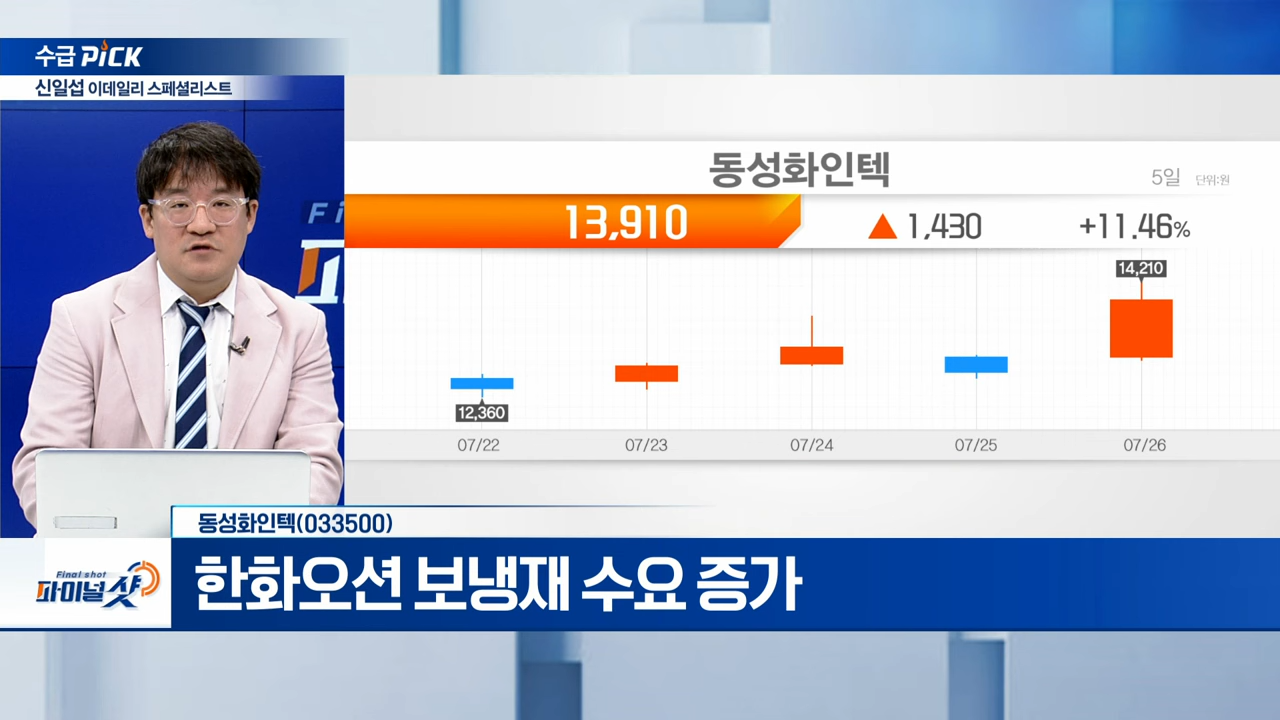 수급 PICK
신일섭 이데일리 스페셜리스트
Fi
동성화인텍
5일 단위:원
13,910 ▲ 1,430 +11.46%
14,210
12,360
07/22 07/23 07/24 07/25 07/26
동성화인텍(033500)
Final shot
파이널샷
한화오션 보냉재 수요 증가